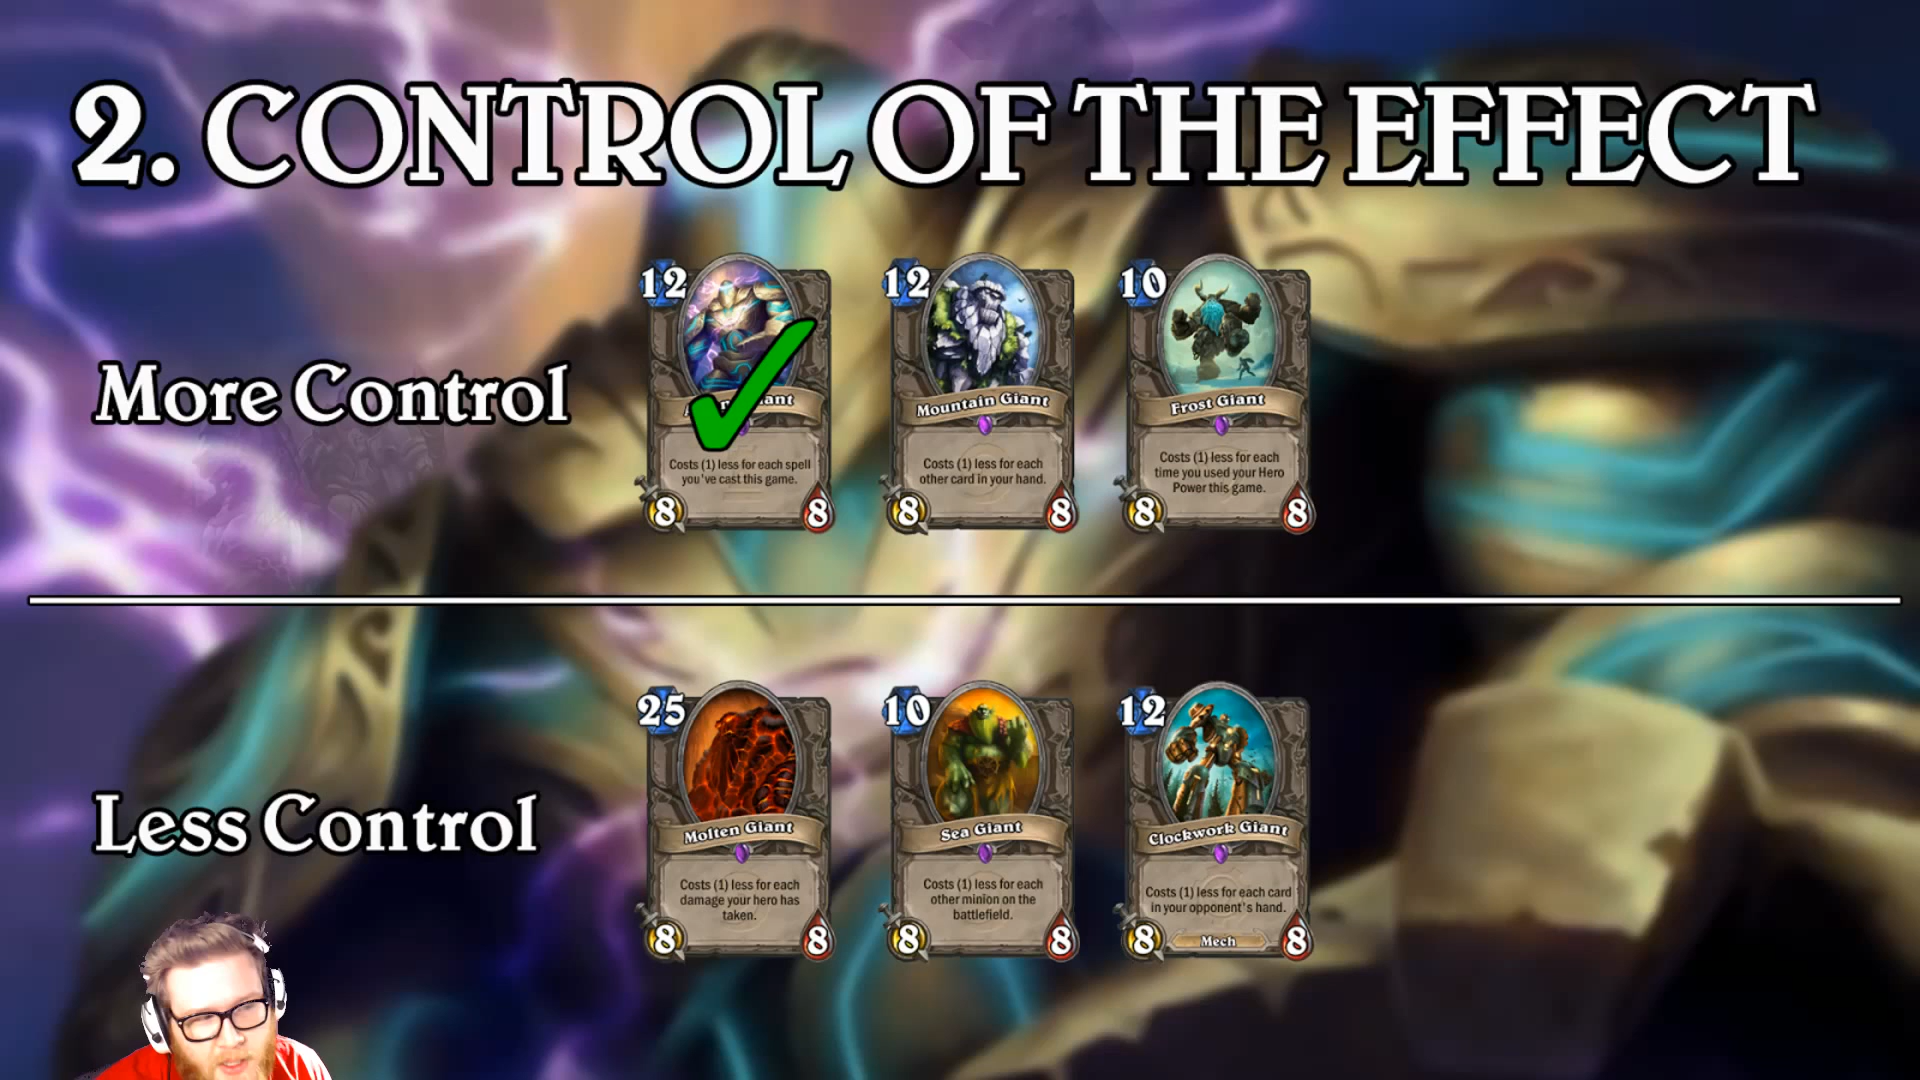 2. CONTROL OF THE EFFECT
More Control
12
Costs (1) less for each spell
you've cast this game.
8
8
12
Mountain Giant
Costs (1) less for each
other card in your hand.
8
8
10
Frost Giant
Costs (1) less for each
time you used your Hero
Power this game.
8
8
Less Control
25
Molten Giant
Costs (1) less for each
damage your hero has
taken.
8
8
10
Sea Giant
Costs (1) less for each
other minion on the
battlefield.
8
8
12
Clockwork Giant
Costs (1) less for each card
in your opponent's hand.
Mech
8
8